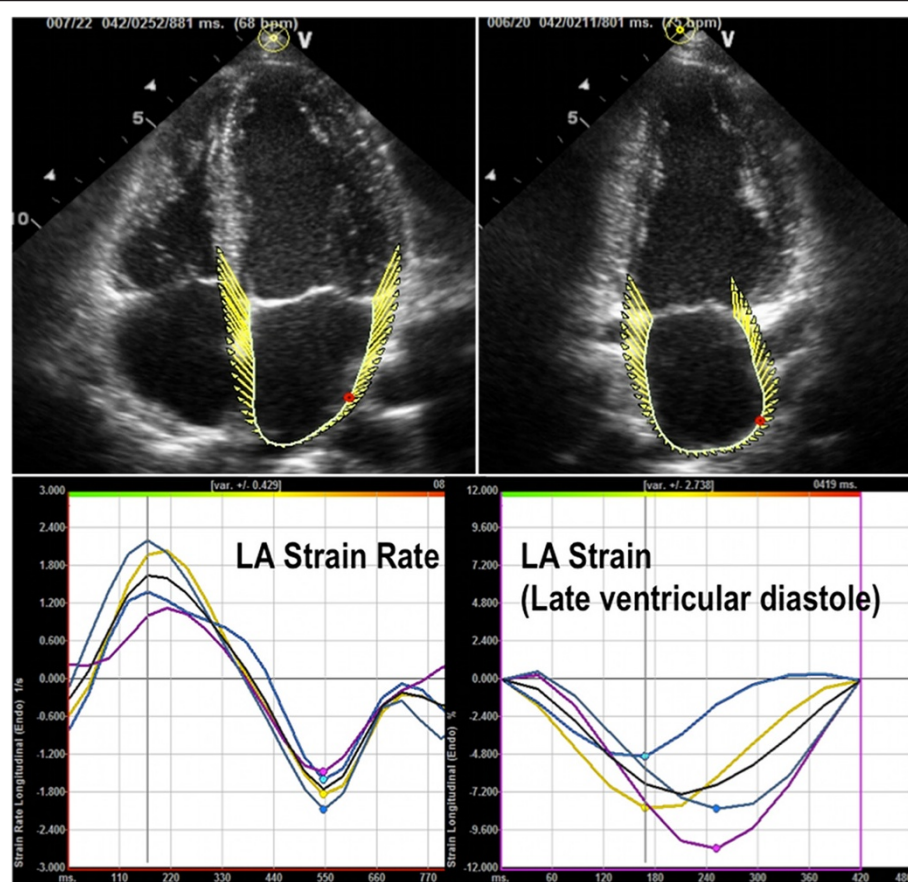 007/22 042/0252/881 ms. (68 bpm)
V
5
10
006/20 042/0211/801 ms. (75 bpm)
V
5
[var. +/- 0.429]
08
3.000
2.400
1.800
1.200
0.600
0.000
-0.600
-1.200
-1.800
-2.400
-3.000
Strain Rate Longitudinal (Endo) 1/s
LA Strain Rate
ms.
110
220
330
440
550
660
770
[var. +/- 2.738]
0419 ms.
12.000
9.600
7.200
4.800
2.400
0.000
-2.400
-4.800
-7.200
-9.600
-12.000
Strain Longitudinal (Endo) %
LA Strain
(Late ventricular diastole)
ms.
60
120
180
240
300
360
420
480